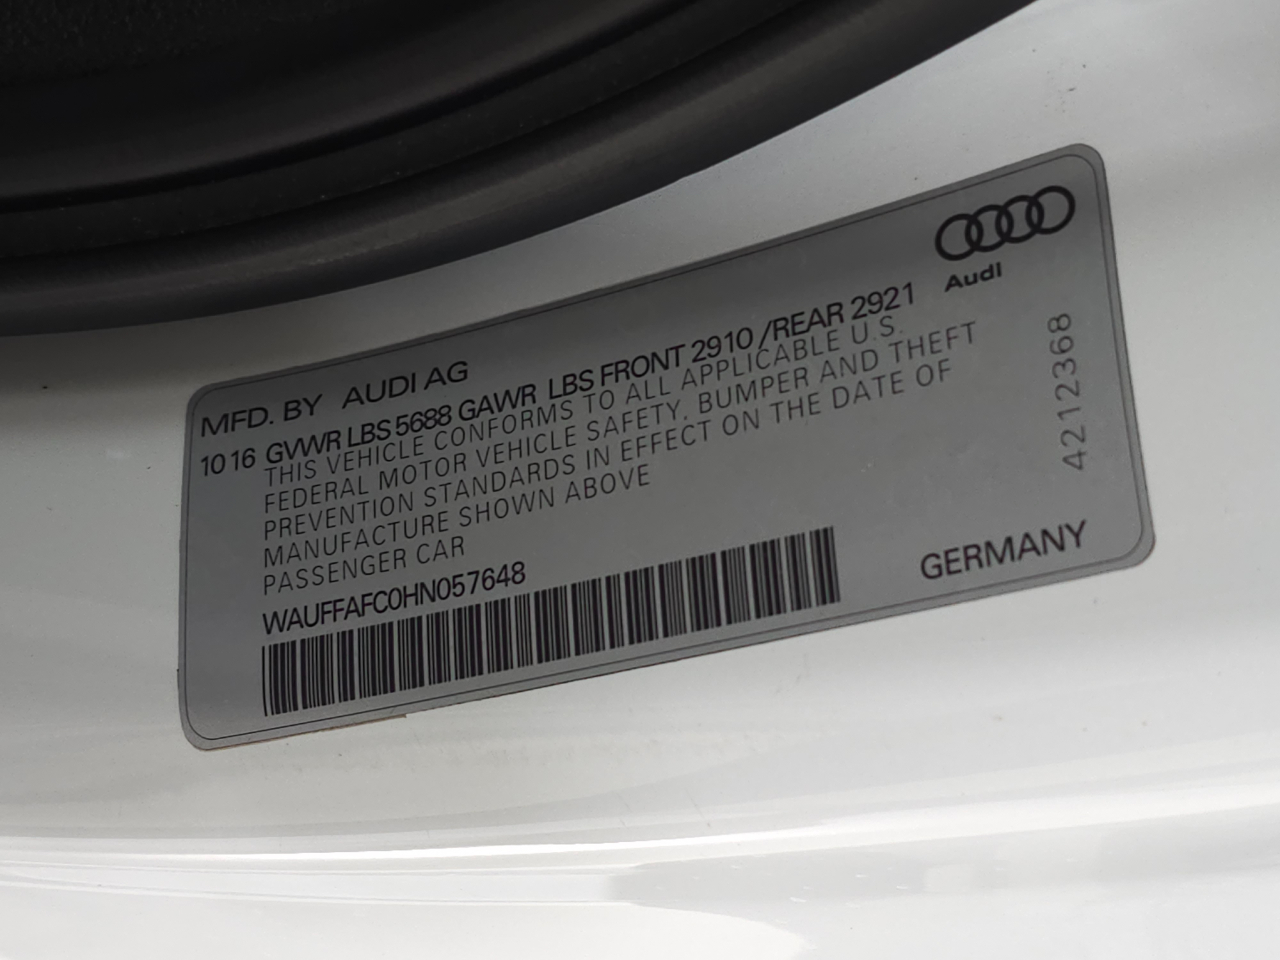 Audi
MFD. BY AUDI AG
10 16 GVWR LBS 5688 GAWR LBS FRONT 2910 /REAR 2921
THIS VEHICLE CONFORMS TO ALL APPLICABLE U.S.
FEDERAL MOTOR VEHICLE SAFETY. BUMPER AND THEFT
PREVENTION STANDARDS IN EFFECT ON THE DATE OF
MANUFACTURE SHOWN ABOVE
PASSENGER CAR
WAUFFAFC0HN057648
GERMANY
4212368